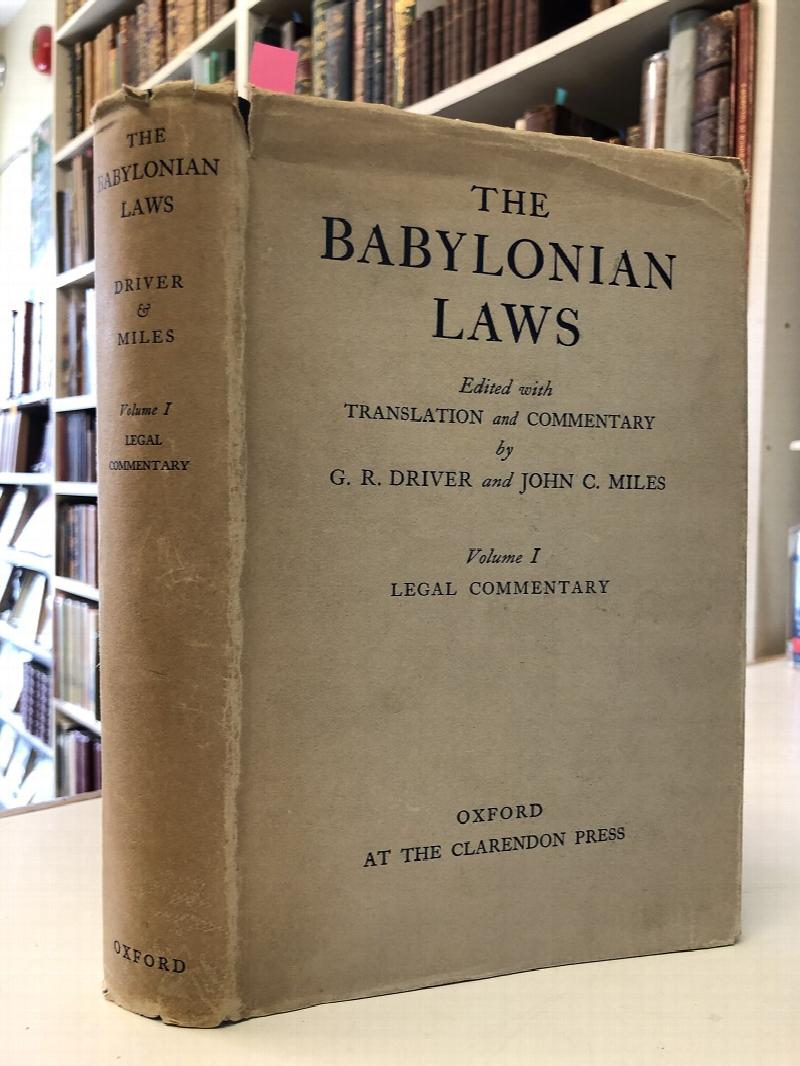 THE
BABYLONIAN
LAWS
DRIVER
&
MILES
Volume I
LEGAL
COMMENTARY
OXFORD
THE
BABYLONIAN
LAWS
Edited with
TRANSLATION and COMMENTARY
by
G. R. DRIVER and JOHN C. MILES
Volume I
LEGAL COMMENTARY
OXFORD
AT THE CLARENDON PRESS